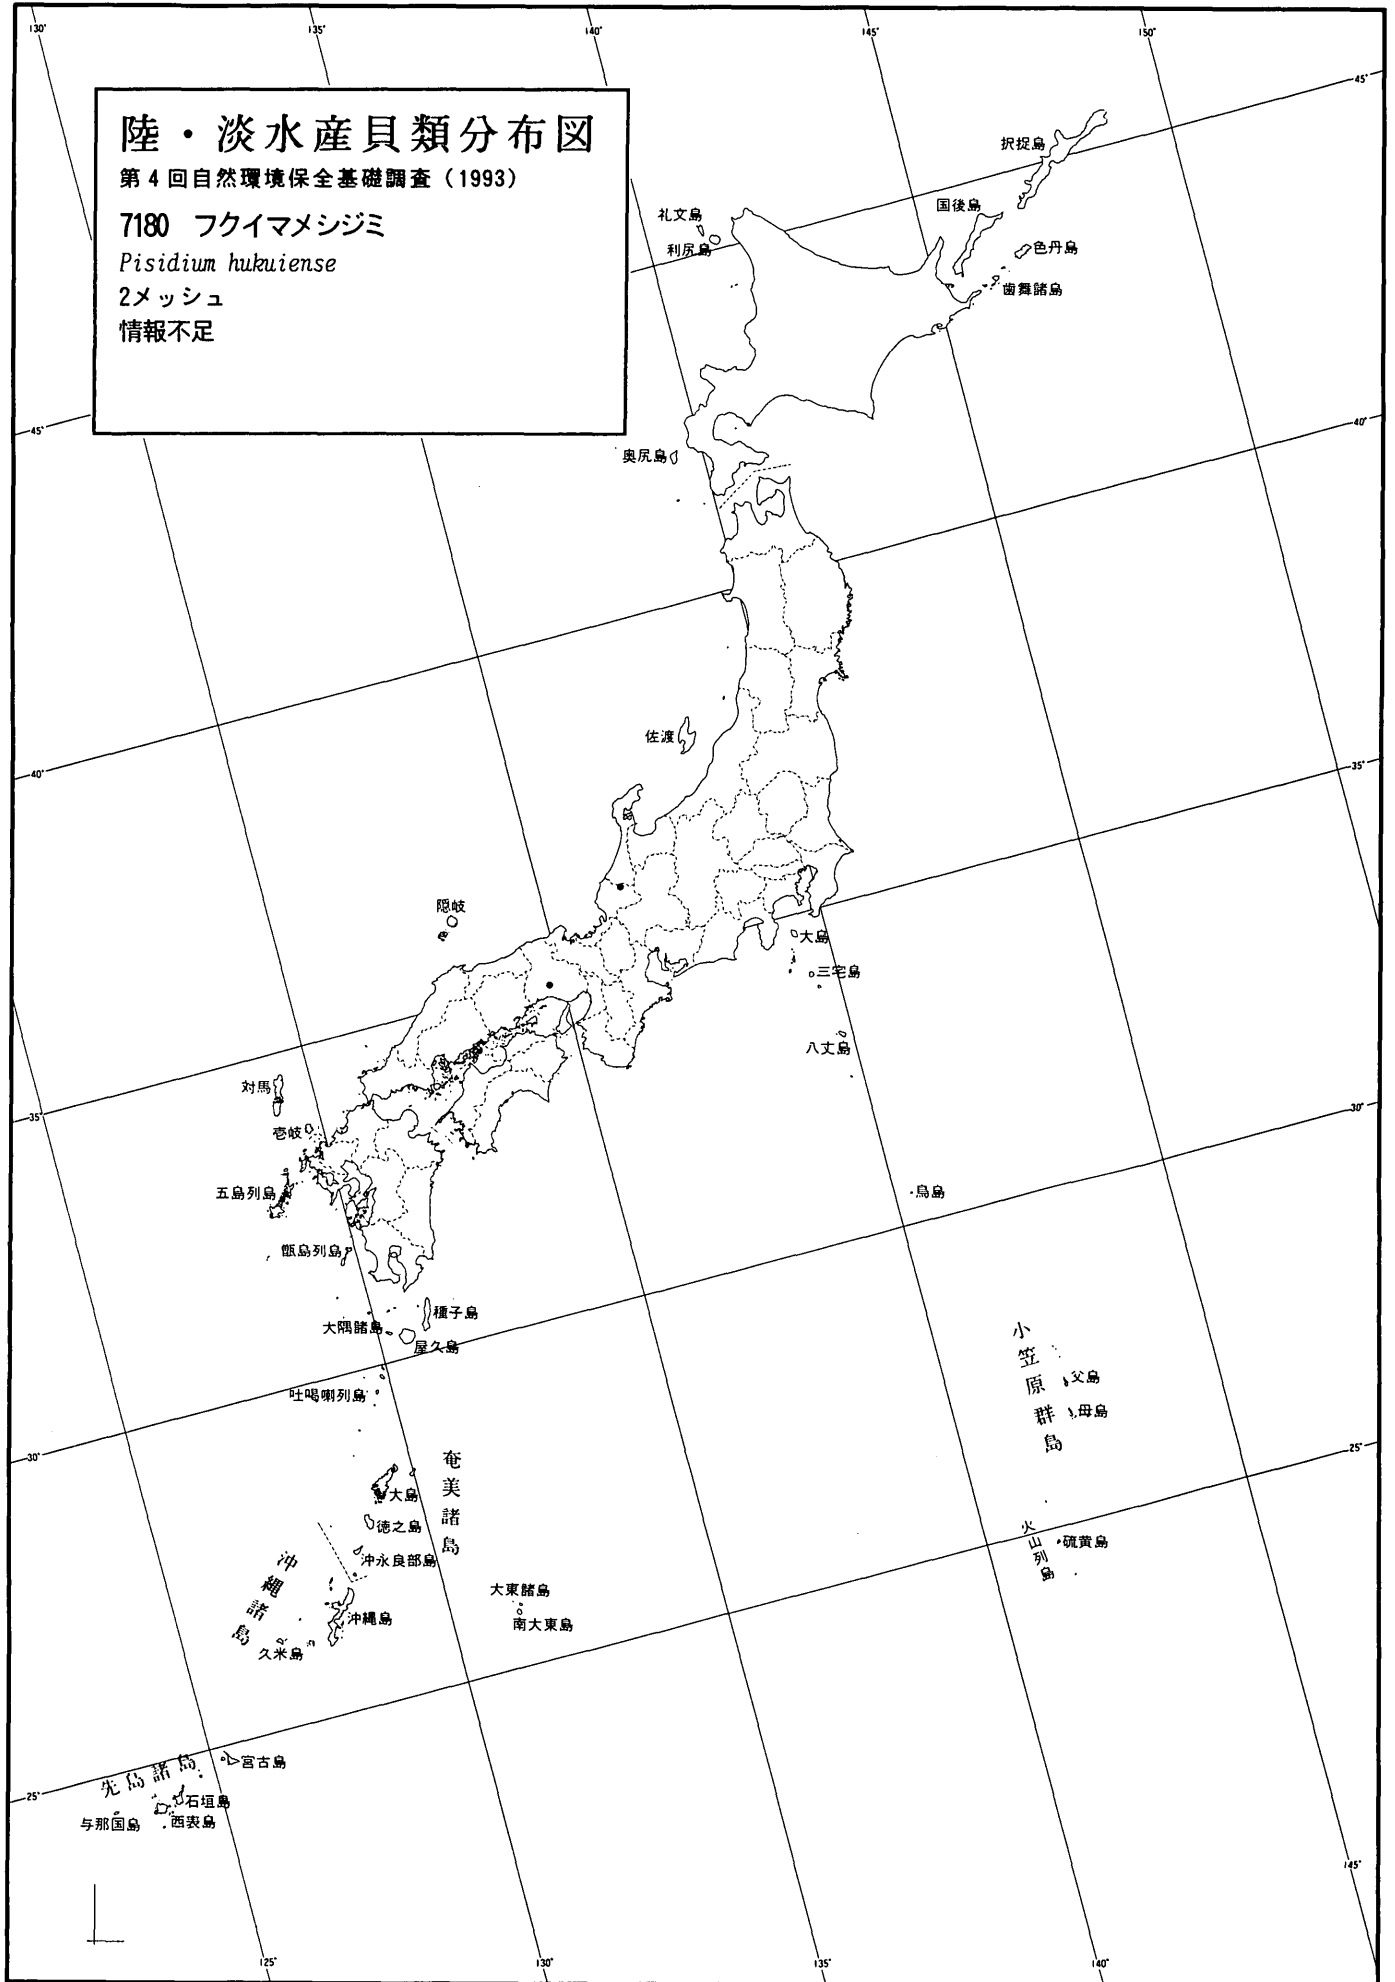 130°
135°
140°
145°
150°
陸・淡水産貝類分布図
第4回自然環境保全基礎調査(1993)
7180 フクイマメシジミ
Pisidium hukuiense
2メッシュ
情報不足
45°
択捉島
国後島
色丹島
歯舞諸島
礼文島
利尻島
奥尻島
45°
40°
佐渡
40°
35°
隠岐
大島
三宅島
八丈島
対馬
35°
壱岐
五島列島
甑島列島
30°
鳥島
種子島
大隅諸島
屋久島
吐噶喇列島
小笠原群島
父島
母島
30°
25°
奄美諸島
大島
徳之島
沖永良部島
火山列島
硫黄島
沖縄諸島
沖縄島
久米島
大東諸島
南大東島
先島諸島
宮古島
石垣島
西表島
与那国島
25°
125°
130°
135°
140°
145°